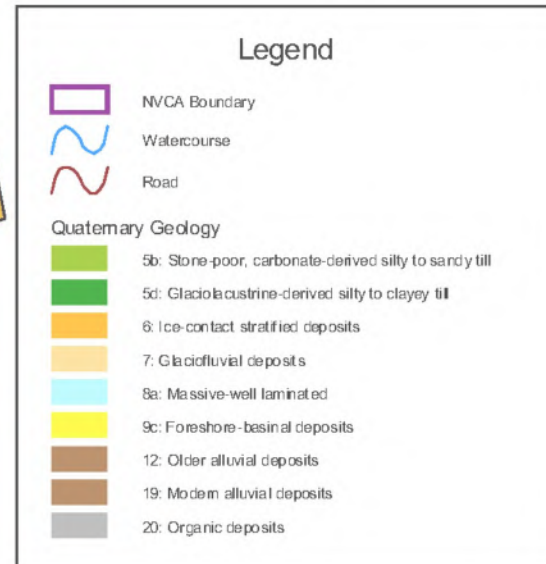 Legend
NVCA Boundary
Watercourse
Road
Quaternary Geology
5b: Stone-poor, carbonate-derived silty to sandy till
5d: Glaciolacustrine-derived silty to clayey till
6: Ice-contact stratified deposits
7: Glaciofluvial deposits
8a: Massive-well laminated
9c: Foreshore-basinal deposits
12: Older alluvial deposits
19: Modern alluvial deposits
20: Organic deposits